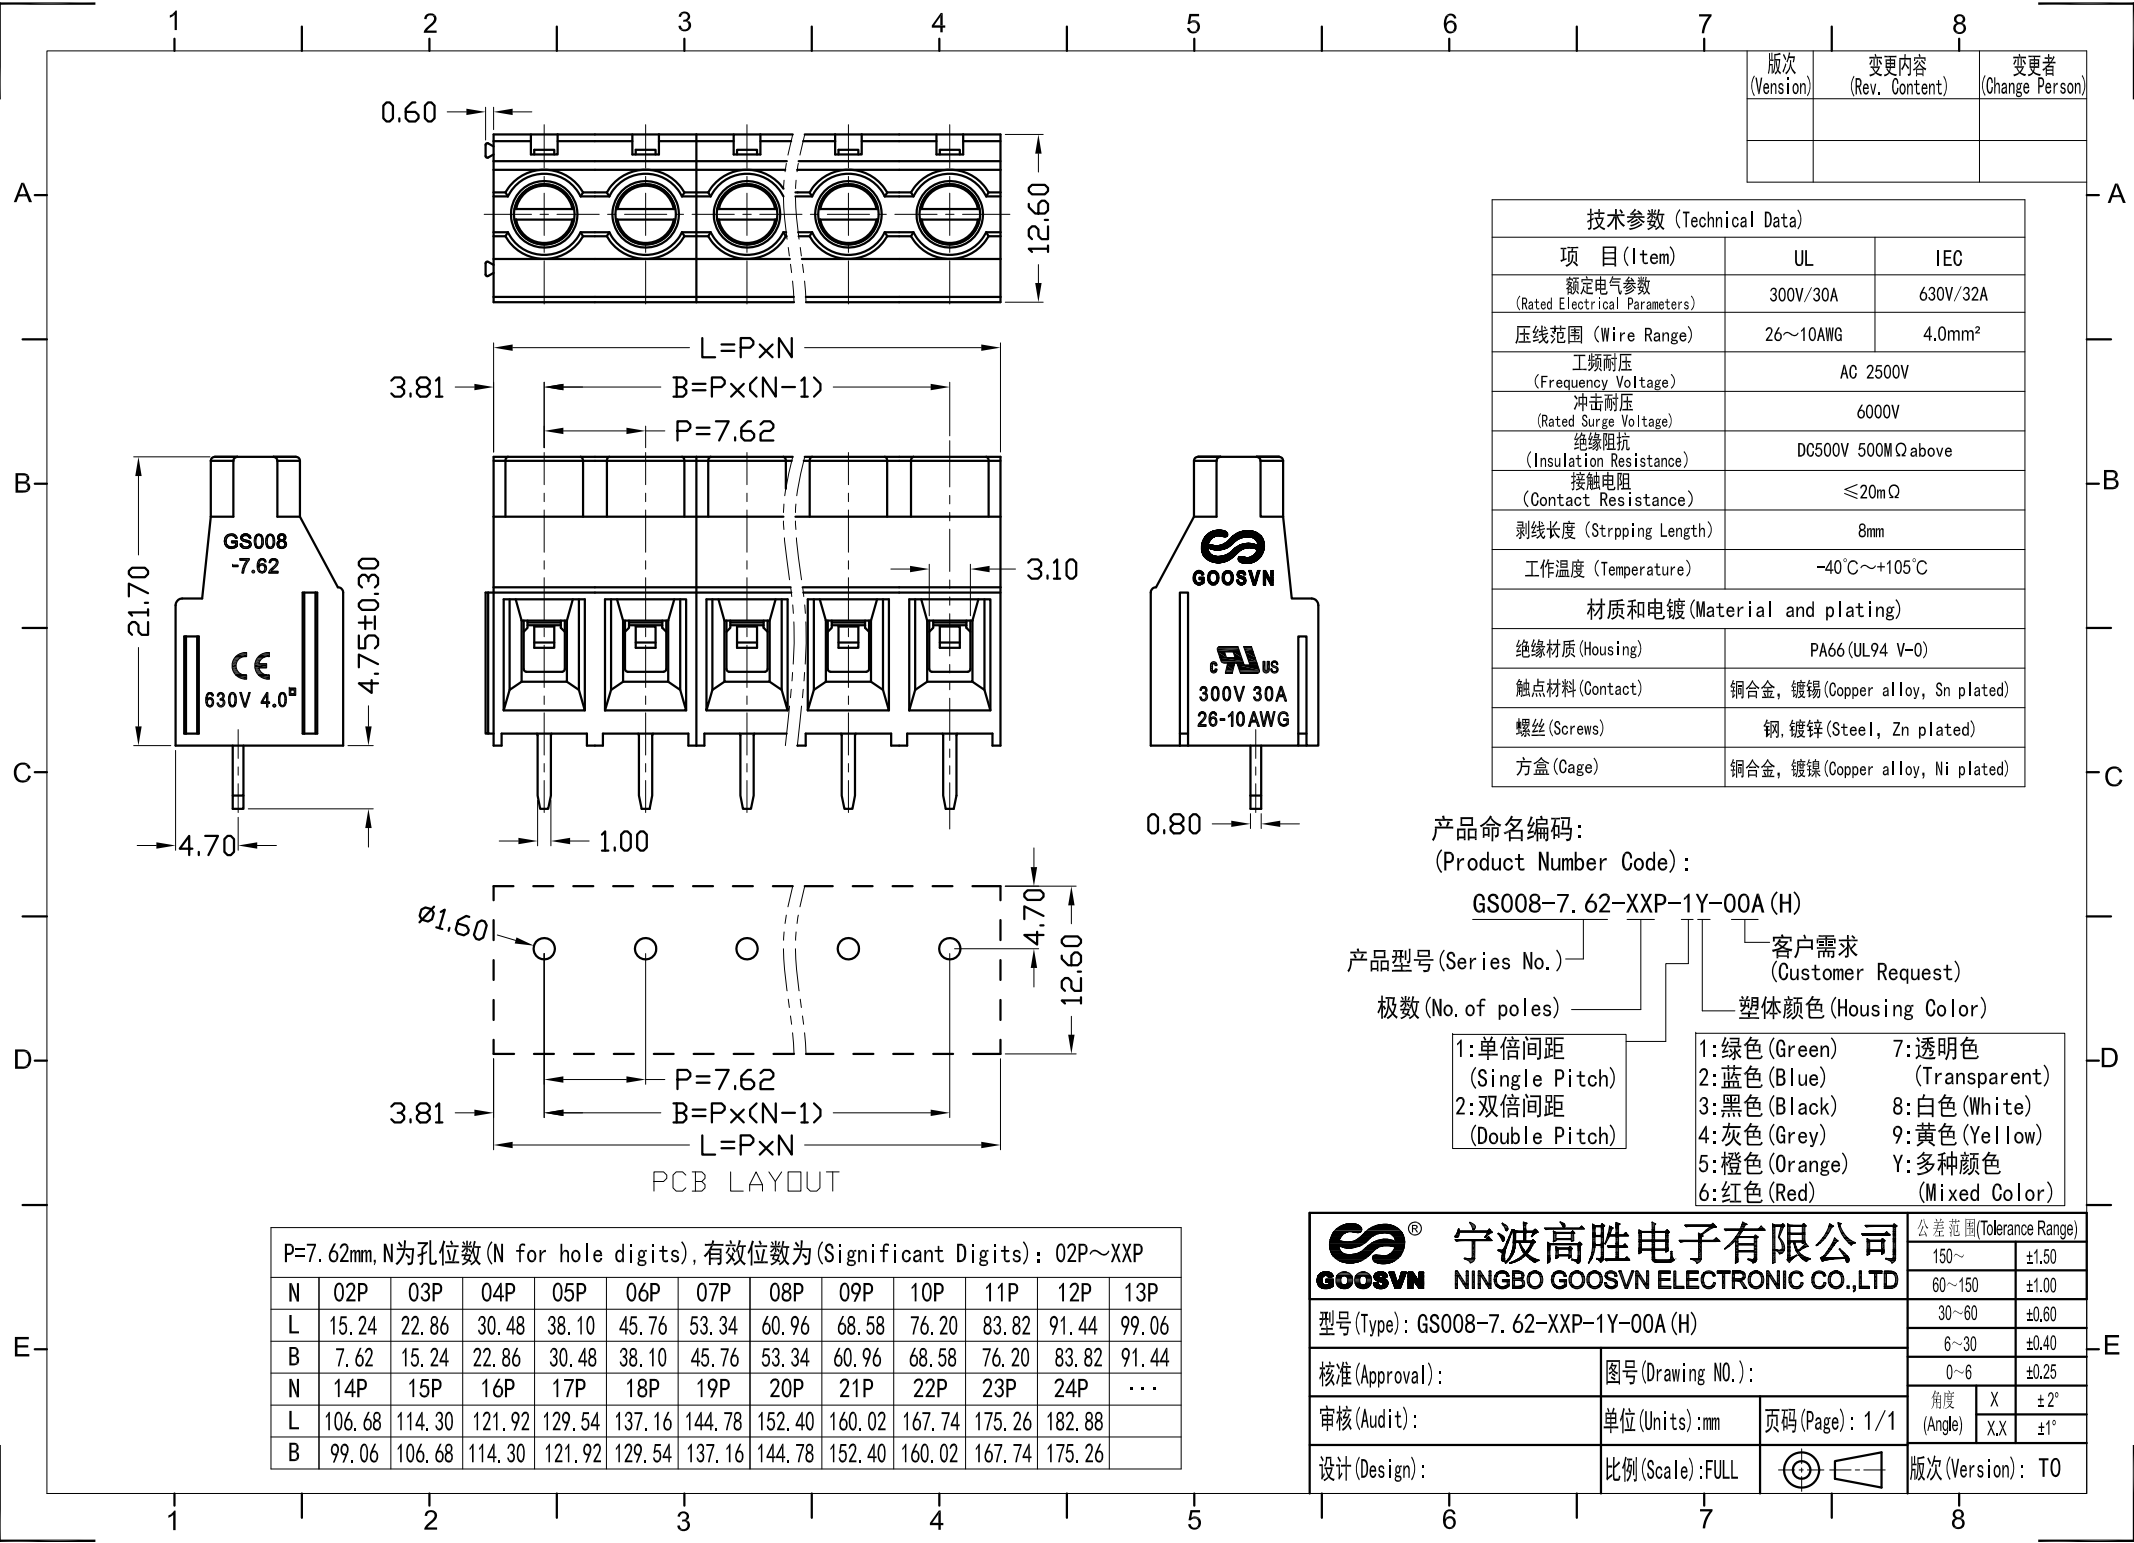 1 2 3 4 5 6 7 8
版次 变更内容 变更者
(Vension) (Rev. Content) (Change Person)
A A
B B
C C
D D
E E
0.60
12.60
L=P×N
3.81 B=P×(N-1)
P=7.62
21.70
GS008
-7.62
CE
630V 4.0
4.75±0.30
4.70
3.10
1.00
GOOSVN
c RU US
300V 30A
26-10AWG
0.80
Ø1.60
4.70
12.60
P=7.62
3.81 B=P×(N-1)
L=P×N
PCB LAYOUT
技术参数 (Technical Data)
项 目(Item) UL IEC
额定电气参数
(Rated Electrical Parameters) 300V/30A 630V/32A
压线范围 (Wire Range) 26~10AWG 4.0mm²
工频耐压
(Frequency Voltage) AC 2500V
冲击耐压
(Rated Surge Voltage) 6000V
绝缘阻抗
(Insulation Resistance) DC500V 500MΩabove
接触电阻
(Contact Resistance) ≤20mΩ
剥线长度 (Strpping Length) 8mm
工作温度 (Temperature) -40℃~+105℃
材质和电镀(Material and plating)
绝缘材质(Housing) PA66(UL94 V-0)
触点材料(Contact) 铜合金, 镀锡(Copper alloy, Sn plated)
螺丝(Screws) 钢,镀锌(Steel, Zn plated)
方盒(Cage) 铜合金, 镀镍(Copper alloy, Ni plated)
产品命名编码:
(Product Number Code):
GS008-7.62-XXP-1Y-00A(H)
产品型号(Series No.)
客户需求
(Customer Request)
极数(No.of poles)
塑体颜色(Housing Color)
1:单倍间距
(Single Pitch)
2:双倍间距
(Double Pitch)
1:绿色(Green) 7:透明色
2:蓝色(Blue) (Transparent)
3:黑色(Black) 8:白色(White)
4:灰色(Grey) 9:黄色(Yellow)
5:橙色(Orange) Y:多种颜色
6:红色(Red) (Mixed Color)
P=7.62mm,N为孔位数(N for hole digits),有效位数为(Significant Digits): 02P~XXP
N 02P 03P 04P 05P 06P 07P 08P 09P 10P 11P 12P 13P
L 15.24 22.86 30.48 38.10 45.76 53.34 60.96 68.58 76.20 83.82 91.44 99.06
B 7.62 15.24 22.86 30.48 38.10 45.76 53.34 60.96 68.58 76.20 83.82 91.44
N 14P 15P 16P 17P 18P 19P 20P 21P 22P 23P 24P ···
L 106.68 114.30 121.92 129.54 137.16 144.78 152.40 160.02 167.74 175.26 182.88
B 99.06 106.68 114.30 121.92 129.54 137.16 144.78 152.40 160.02 167.74 175.26
® 宁波高胜电子有限公司
GOOSVN NINGBO GOOSVN ELECTRONIC CO.,LTD
公差范围(Tolerance Range)
150~ ±1.50
60~150 ±1.00
30~60 ±0.60
6~30 ±0.40
0~6 ±0.25
角度 X ±2°
(Angle) X.X ±1°
型号(Type): GS008-7.62-XXP-1Y-00A(H)
核准(Approval): 图号(Drawing NO.):
审核(Audit): 单位(Units):mm 页码(Page): 1/1
设计(Design): 比例(Scale):FULL 版次(Version): T0
1 2 3 4 5 6 7 8